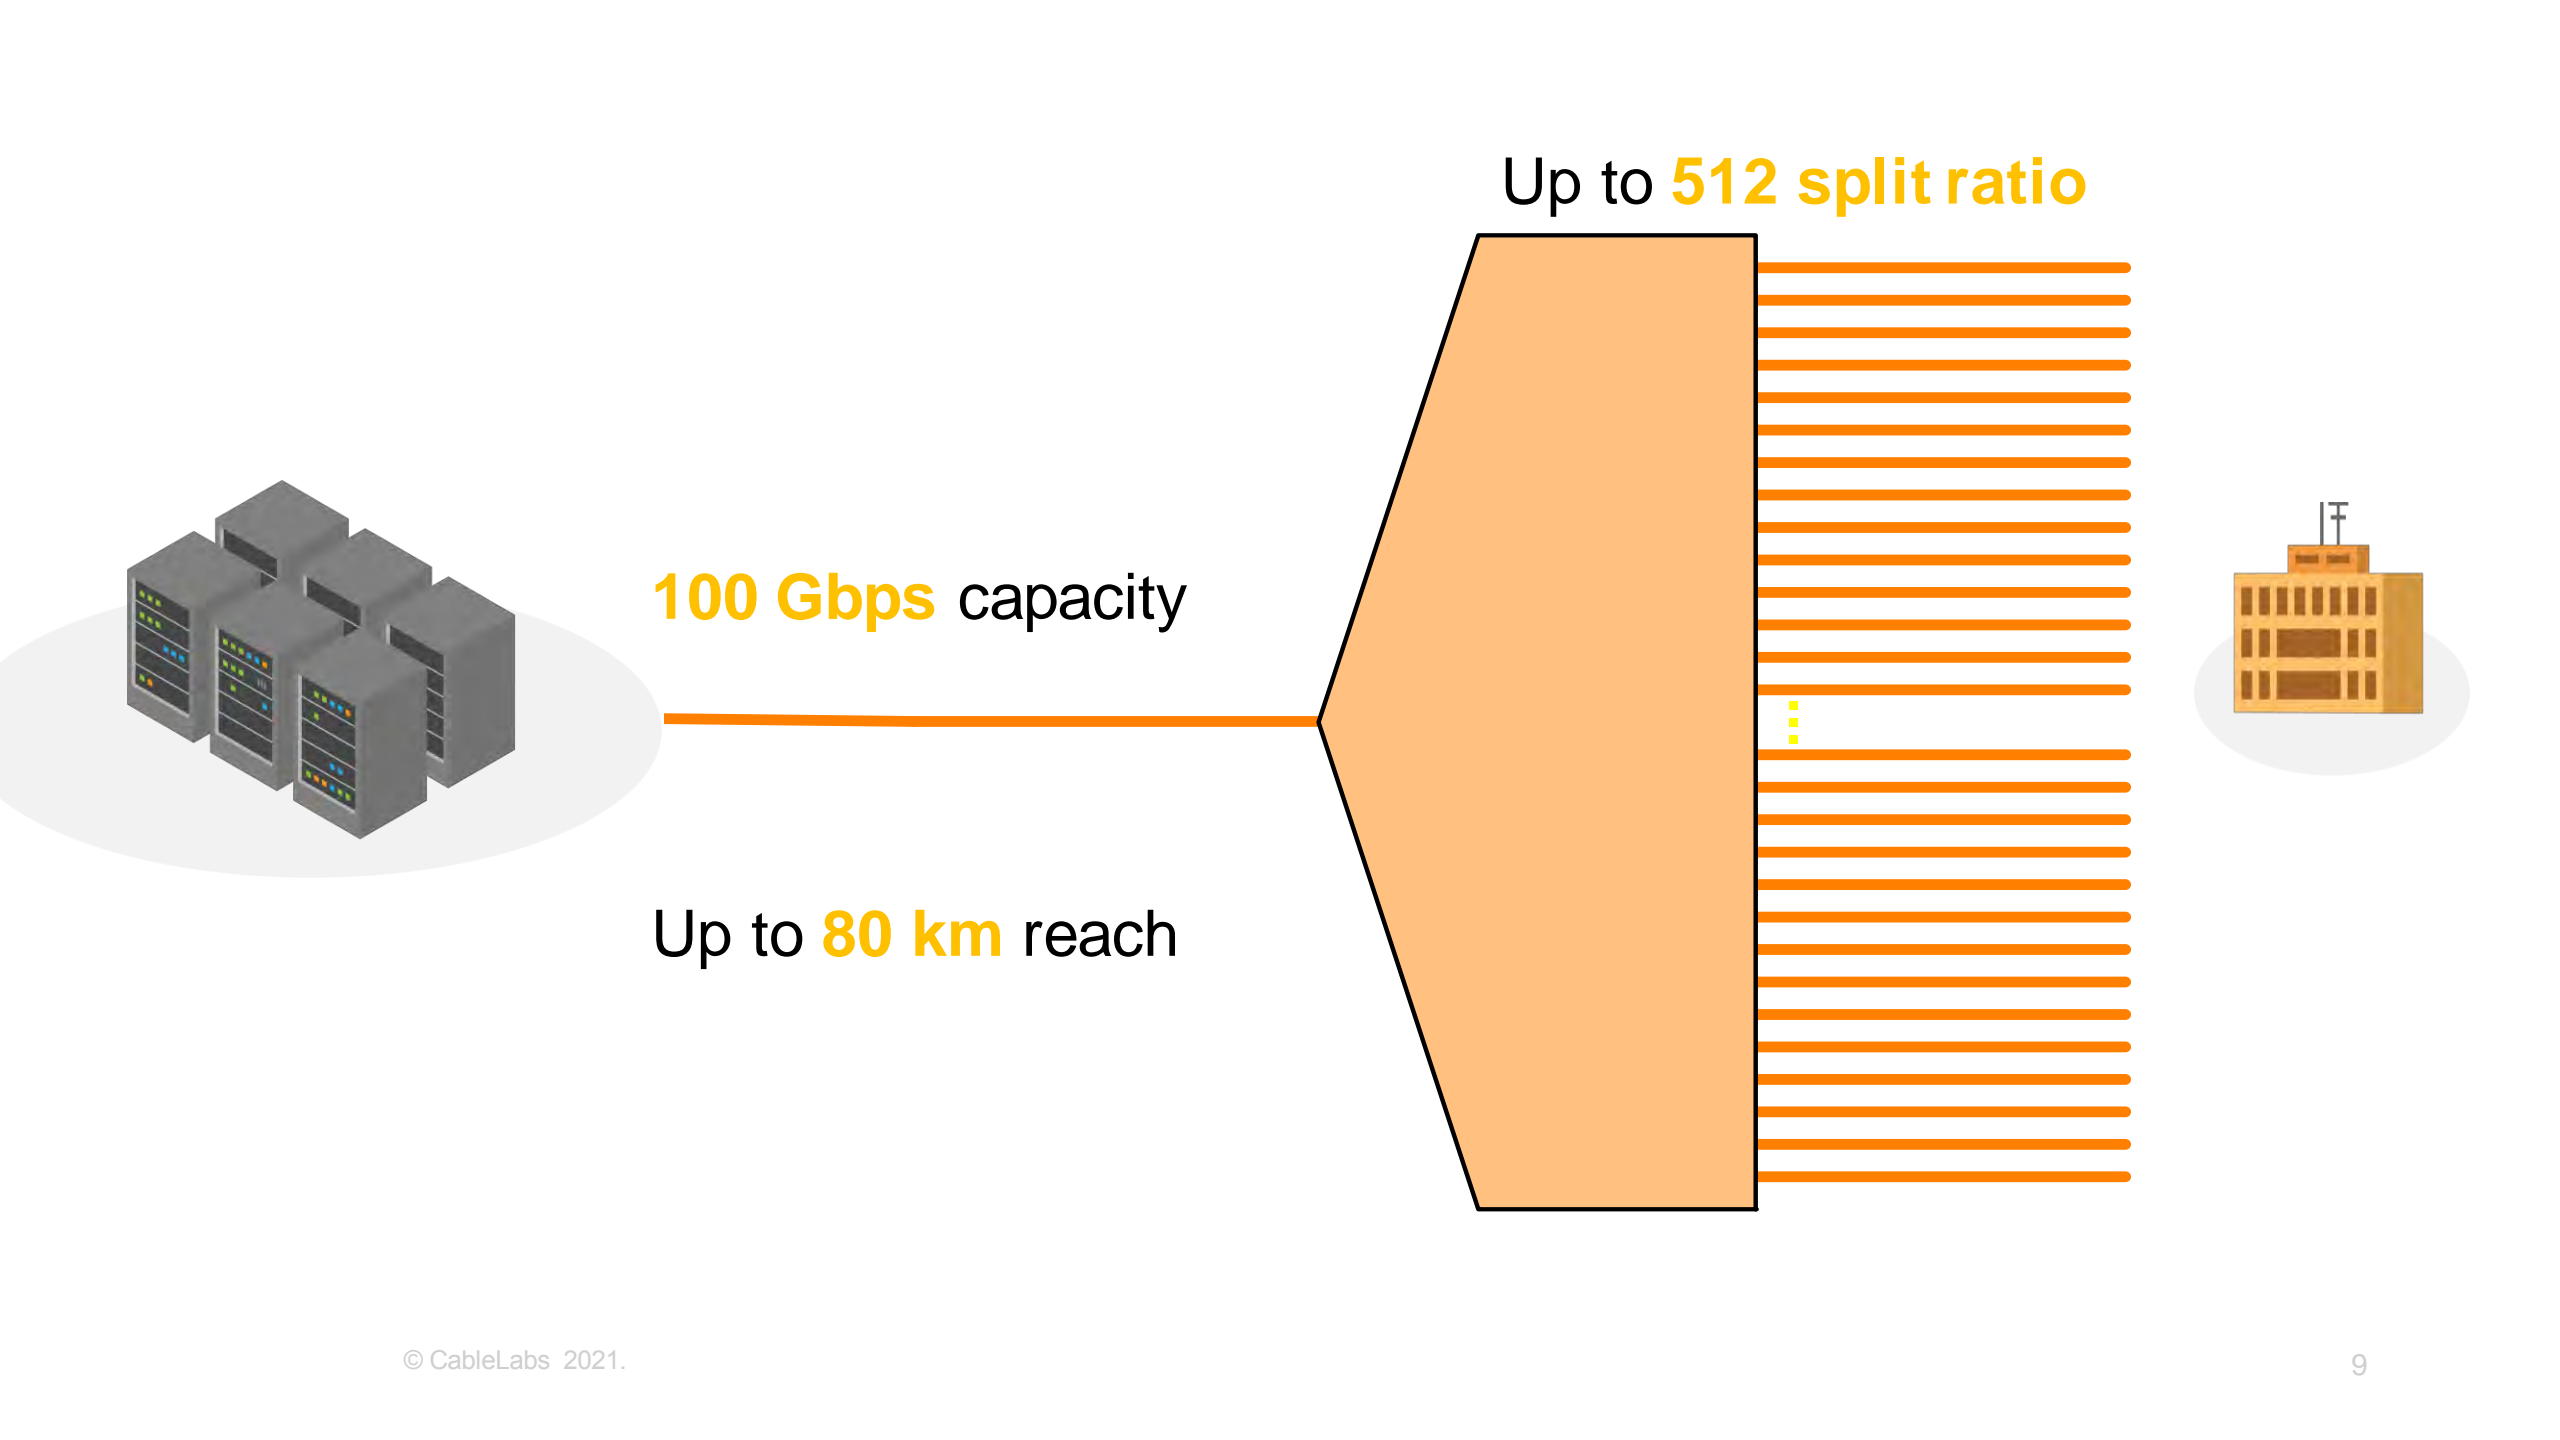 Up to 512 split ratio
100 Gbps capacity
Up to 80 km reach
© CableLabs 2021.
9